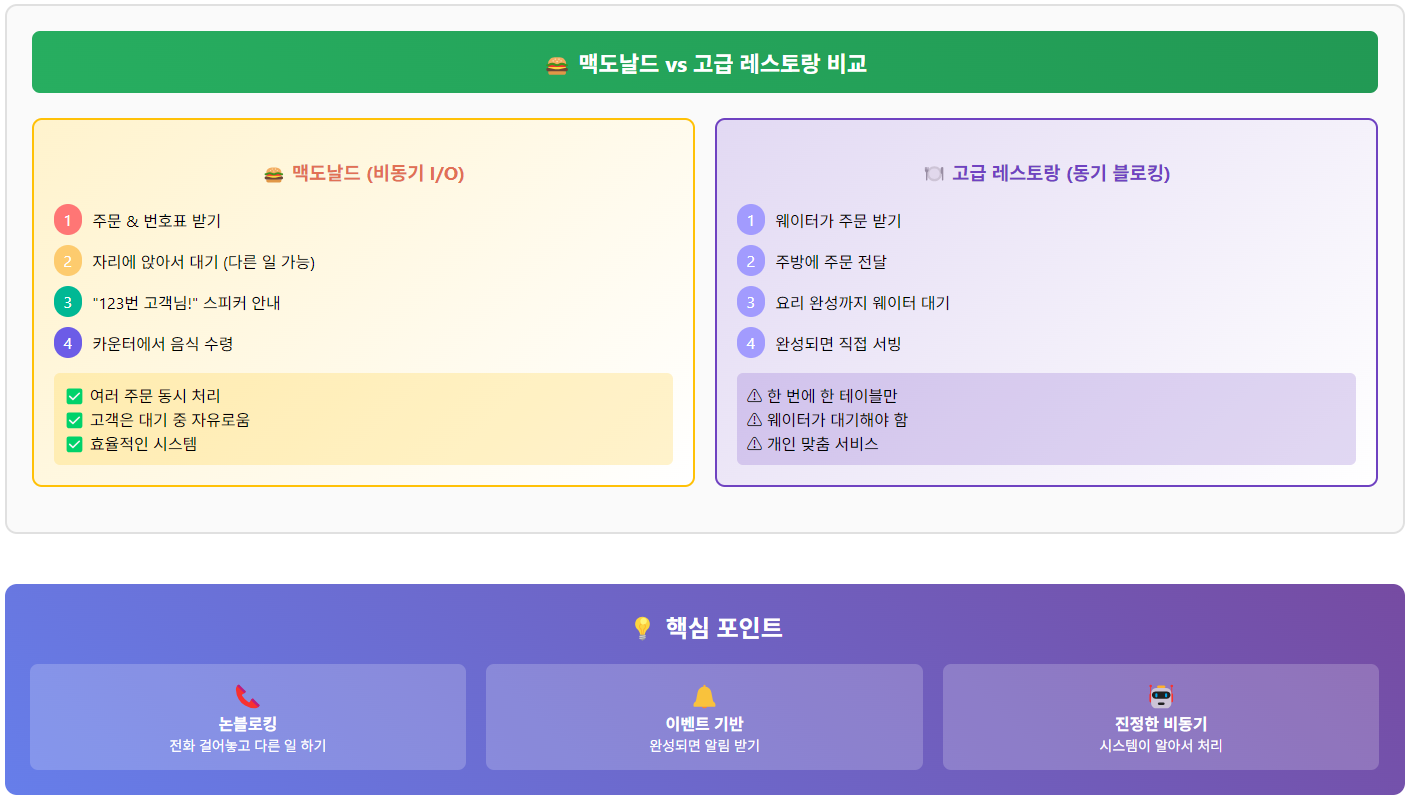 🍔 맥도날드 vs 고급 레스토랑 비교
🍔 맥도날드 (비동기 I/O)
1 주문 & 번호표 받기
2 자리에 앉아서 대기 (다른 일 가능)
3 "123번 고객님!" 스피커 안내
4 카운터에서 음식 수령
✅ 여러 주문 동시 처리
✅ 고객은 대기 중 자유로움
✅ 효율적인 시스템
🍽️ 고급 레스토랑 (동기 블로킹)
1 웨이터가 주문 받기
2 주방에 주문 전달
3 요리 완성까지 웨이터 대기
4 완성되면 직접 서빙
⚠ 한 번에 한 테이블만
⚠ 웨이터가 대기해야 함
⚠ 개인 맞춤 서비스
💡 핵심 포인트
📞 논블로킹
전화 걸어놓고 다른 일 하기
🔔 이벤트 기반
완성되면 알림 받기
🤖 진정한 비동기
시스템이 알아서 처리